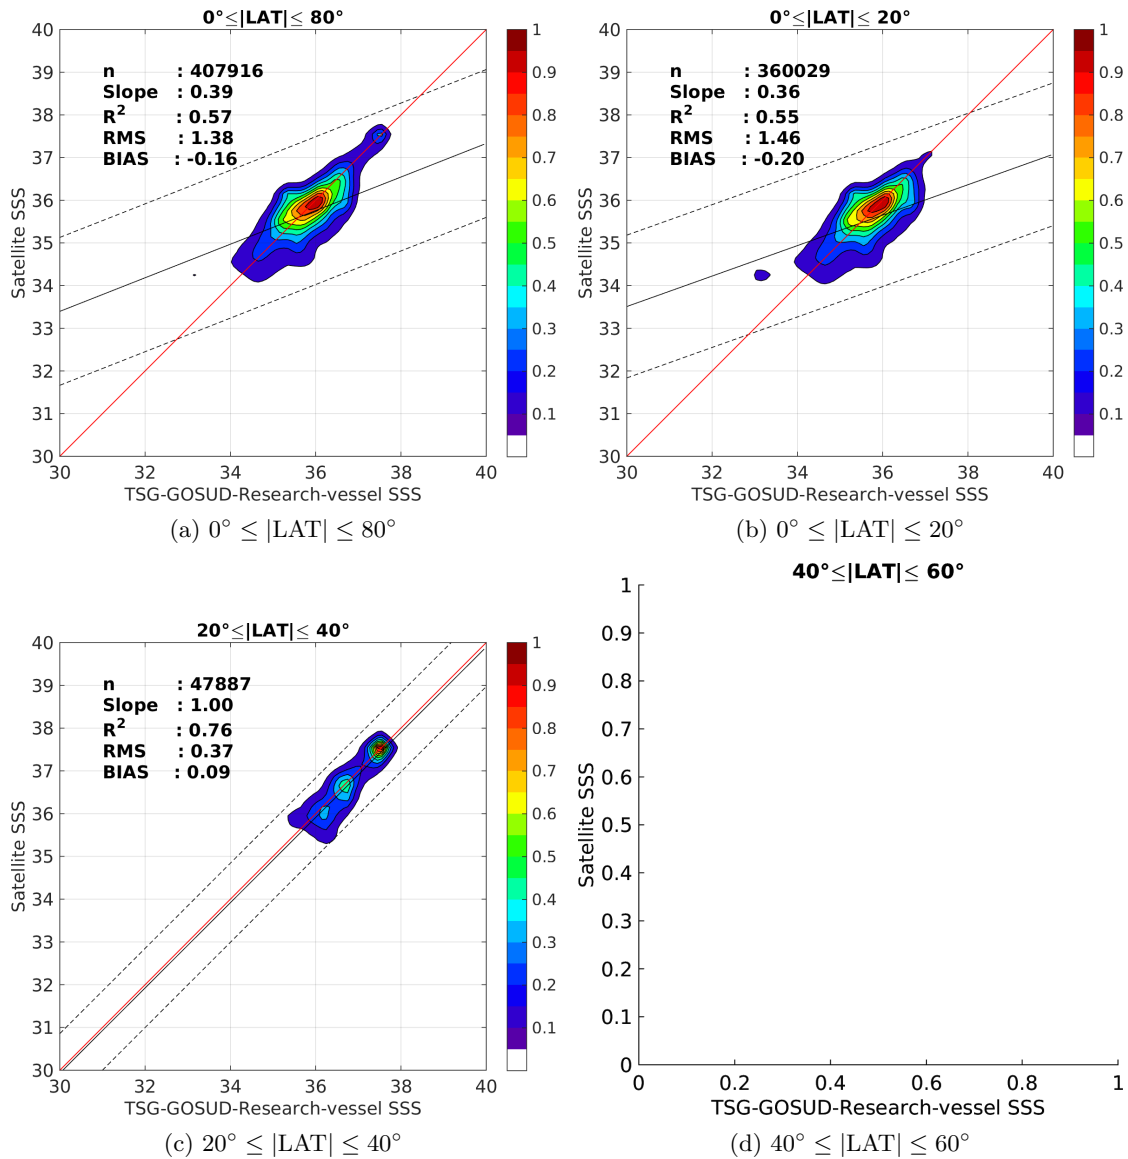 0°≤|LAT|≤ 80°
n : 407916
Slope : 0.39
R² : 0.57
RMS : 1.38
BIAS : -0.16
40
39
38
37
36
35
34
33
32
31
30
Satellite SSS
30 32 34 36 38 40
TSG-GOSUD-Research-vessel SSS
1
0.9
0.8
0.7
0.6
0.5
0.4
0.3
0.2
0.1
(a) 0° ≤ |LAT| ≤ 80°
0°≤|LAT|≤ 20°
n : 360029
Slope : 0.36
R² : 0.55
RMS : 1.46
BIAS : -0.20
40
39
38
37
36
35
34
33
32
31
30
Satellite SSS
30 32 34 36 38 40
TSG-GOSUD-Research-vessel SSS
1
0.9
0.8
0.7
0.6
0.5
0.4
0.3
0.2
0.1
(b) 0° ≤ |LAT| ≤ 20°
20°≤|LAT|≤ 40°
n : 47887
Slope : 1.00
R² : 0.76
RMS : 0.37
BIAS : 0.09
40
39
38
37
36
35
34
33
32
31
30
Satellite SSS
30 32 34 36 38 40
TSG-GOSUD-Research-vessel SSS
1
0.9
0.8
0.7
0.6
0.5
0.4
0.3
0.2
0.1
(c) 20° ≤ |LAT| ≤ 40°
40°≤|LAT|≤ 60°
1
0.9
0.8
0.7
0.6
0.5
0.4
0.3
0.2
0.1
0
Satellite SSS
0 0.2 0.4 0.6 0.8 1
TSG-GOSUD-Research-vessel SSS
(d) 40° ≤ |LAT| ≤ 60°